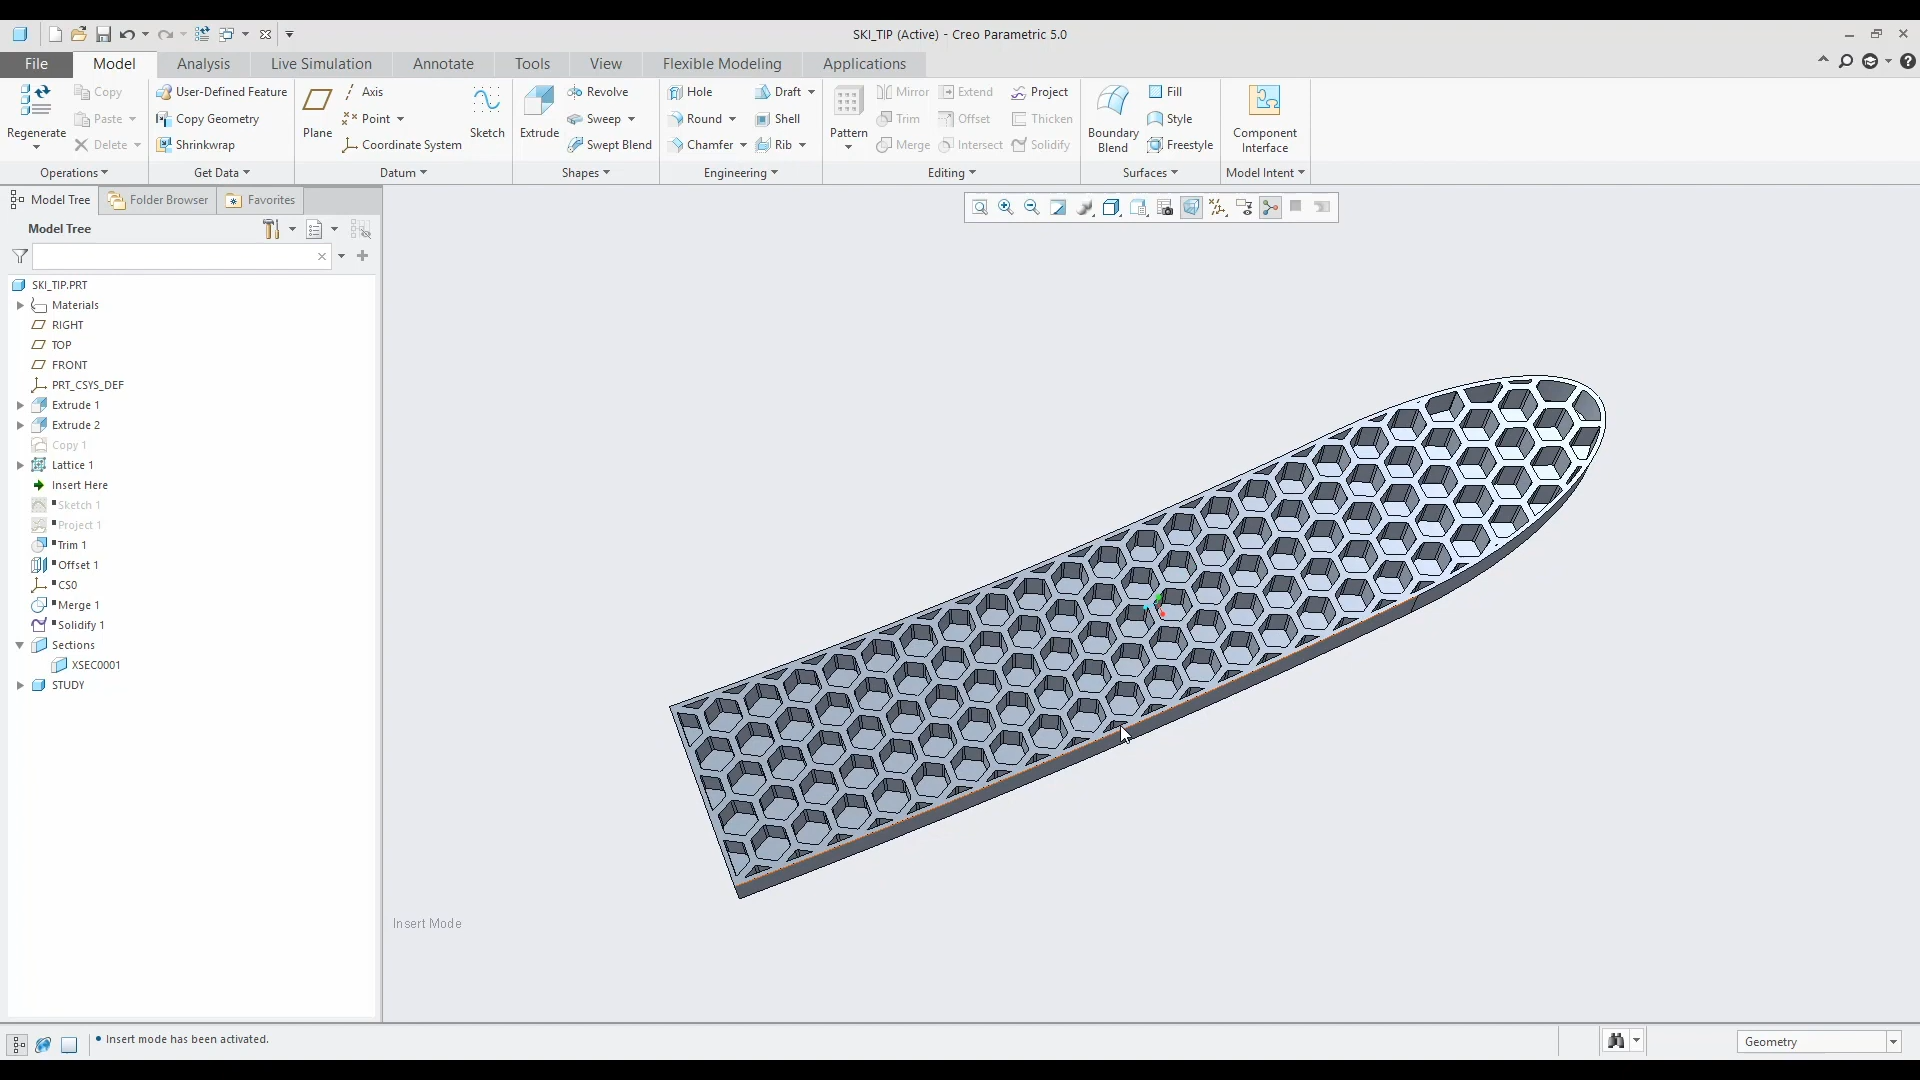 SKI_TIP (Active) - Creo Parametric 5.0
File Model Analysis Live Simulation Annotate Tools View Flexible Modeling Applications
Regenerate
Copy
Paste
Delete
Operations
User-Defined Feature
Copy Geometry
Shrinkwrap
Get Data
Plane
Axis
Point
Coordinate System
Sketch
Datum
Extrude
Revolve
Sweep
Swept Blend
Shapes
Hole
Round
Chamfer
Draft
Shell
Rib
Engineering
Pattern
Mirror
Trim
Merge
Extend
Offset
Intersect
Project
Thicken
Solidify
Editing
Boundary
Blend
Fill
Style
Freestyle
Surfaces
Component
Interface
Model Intent
Model Tree Folder Browser Favorites
Model Tree
SKI_TIP.PRT
Materials
RIGHT
TOP
FRONT
PRT_CSYS_DEF
Extrude 1
Extrude 2
Copy 1
Lattice 1
Insert Here
Sketch 1
Project 1
Trim 1
Offset 1
CS0
Merge 1
Solidify 1
Sections
XSEC0001
STUDY
Insert Mode
• Insert mode has been activated.
Geometry